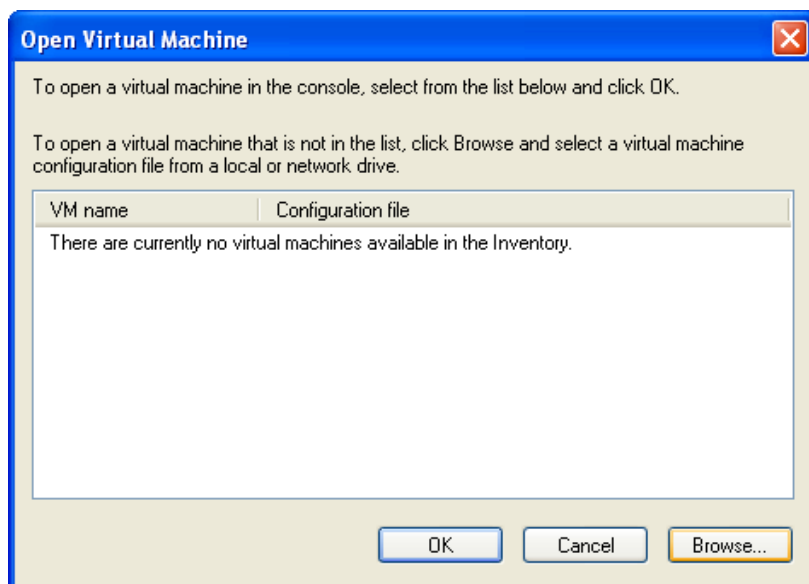 Open Virtual Machine
To open a virtual machine in the console, select from the list below and click OK.
To open a virtual machine that is not in the list, click Browse and select a virtual machine
configuration file from a local or network drive.
VM name Configuration file
There are currently no virtual machines available in the Inventory.
OK Cancel Browse...